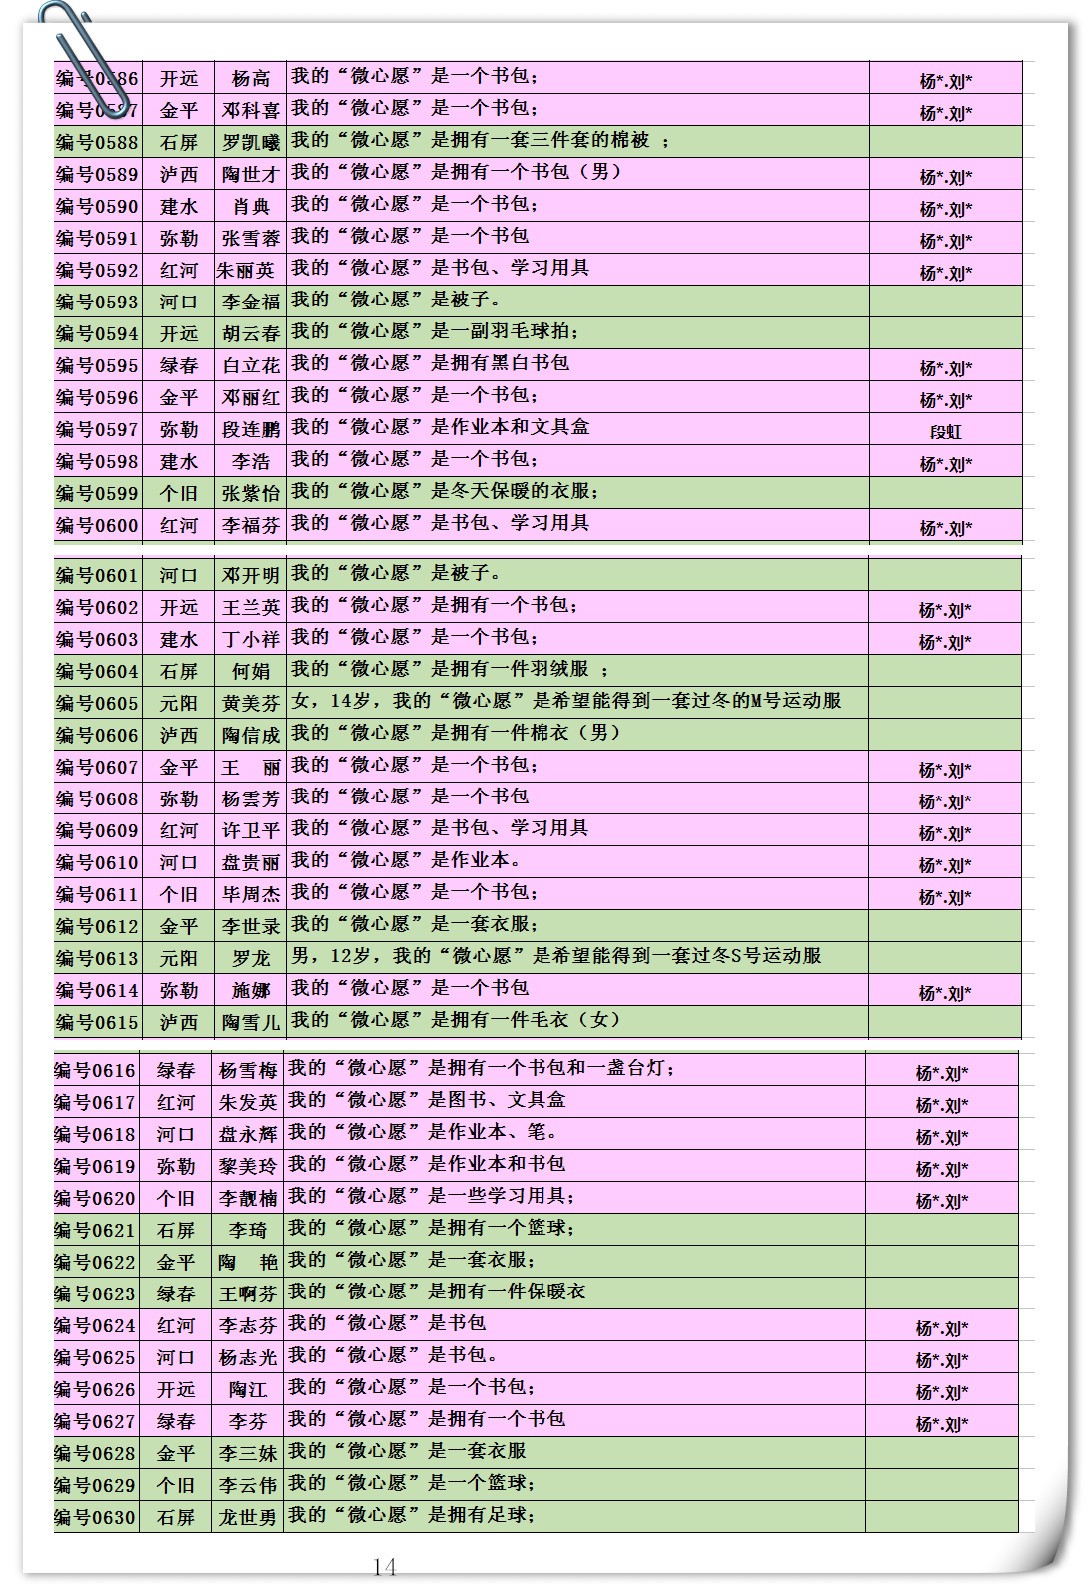 编号0586 开远 杨高 我的“微心愿”是一个书包； 杨*.刘*
编号0587 金平 邓科喜 我的“微心愿”是一个书包； 杨*.刘*
编号0588 石屏 罗凯曦 我的“微心愿”是拥有一套三件套的棉被 ；
编号0589 泸西 陶世才 我的“微心愿”是拥有一个书包（男） 杨*.刘*
编号0590 建水 肖典 我的“微心愿”是一个书包； 杨*.刘*
编号0591 弥勒 张雪蓉 我的“微心愿”是一个书包 杨*.刘*
编号0592 红河 朱丽英 我的“微心愿”是书包、学习用具 杨*.刘*
编号0593 河口 李金福 我的“微心愿”是被子。
编号0594 开远 胡云春 我的“微心愿”是一副羽毛球拍；
编号0595 绿春 白立花 我的“微心愿”是拥有黑白书包 杨*.刘*
编号0596 金平 邓丽红 我的“微心愿”是一个书包； 杨*.刘*
编号0597 弥勒 段连鹏 我的“微心愿”是作业本和文具盒 段虹
编号0598 建水 李浩 我的“微心愿”是一个书包； 杨*.刘*
编号0599 个旧 张紫怡 我的“微心愿”是冬天保暖的衣服；
编号0600 红河 李福芬 我的“微心愿”是书包、学习用具 杨*.刘*
编号0601 河口 邓开明 我的“微心愿”是被子。
编号0602 开远 王兰英 我的“微心愿”是拥有一个书包； 杨*.刘*
编号0603 建水 丁小祥 我的“微心愿”是一个书包； 杨*.刘*
编号0604 石屏 何娟 我的“微心愿”是拥有一件羽绒服 ；
编号0605 元阳 黄美芬 女，14岁，我的“微心愿”是希望能得到一套过冬的M号运动服
编号0606 泸西 陶信成 我的“微心愿”是拥有一件棉衣（男）
编号0607 金平 王 丽 我的“微心愿”是一个书包； 杨*.刘*
编号0608 弥勒 杨雲芳 我的“微心愿”是一个书包 杨*.刘*
编号0609 红河 许卫平 我的“微心愿”是书包、学习用具 杨*.刘*
编号0610 河口 盘贵丽 我的“微心愿”是作业本。 杨*.刘*
编号0611 个旧 毕周杰 我的“微心愿”是一个书包； 杨*.刘*
编号0612 金平 李世录 我的“微心愿”是一套衣服；
编号0613 元阳 罗龙 男，12岁，我的“微心愿”是希望能得到一套过冬S号运动服
编号0614 弥勒 施娜 我的“微心愿”是一个书包 杨*.刘*
编号0615 泸西 陶雪儿 我的“微心愿”是拥有一件毛衣（女）
编号0616 绿春 杨雪梅 我的“微心愿”是拥有一个书包和一盏台灯； 杨*.刘*
编号0617 红河 朱发英 我的“微心愿”是图书、文具盒 杨*.刘*
编号0618 河口 盘永辉 我的“微心愿”是作业本、笔。 杨*.刘*
编号0619 弥勒 黎美玲 我的“微心愿”是作业本和书包 杨*.刘*
编号0620 个旧 李靓楠 我的“微心愿”是一些学习用具； 杨*.刘*
编号0621 石屏 李琦 我的“微心愿”是拥有一个篮球；
编号0622 金平 陶 艳 我的“微心愿”是一套衣服；
编号0623 绿春 王啊芬 我的“微心愿”是拥有一件保暖衣
编号0624 红河 李志芬 我的“微心愿”是书包 杨*.刘*
编号0625 河口 杨志光 我的“微心愿”是书包。 杨*.刘*
编号0626 开远 陶江 我的“微心愿”是一个书包； 杨*.刘*
编号0627 绿春 李芬 我的“微心愿”是拥有一个书包 杨*.刘*
编号0628 金平 李三妹 我的“微心愿”是一套衣服
编号0629 个旧 李云伟 我的“微心愿”是一个篮球；
编号0630 石屏 龙世勇 我的“微心愿”是拥有足球；
14